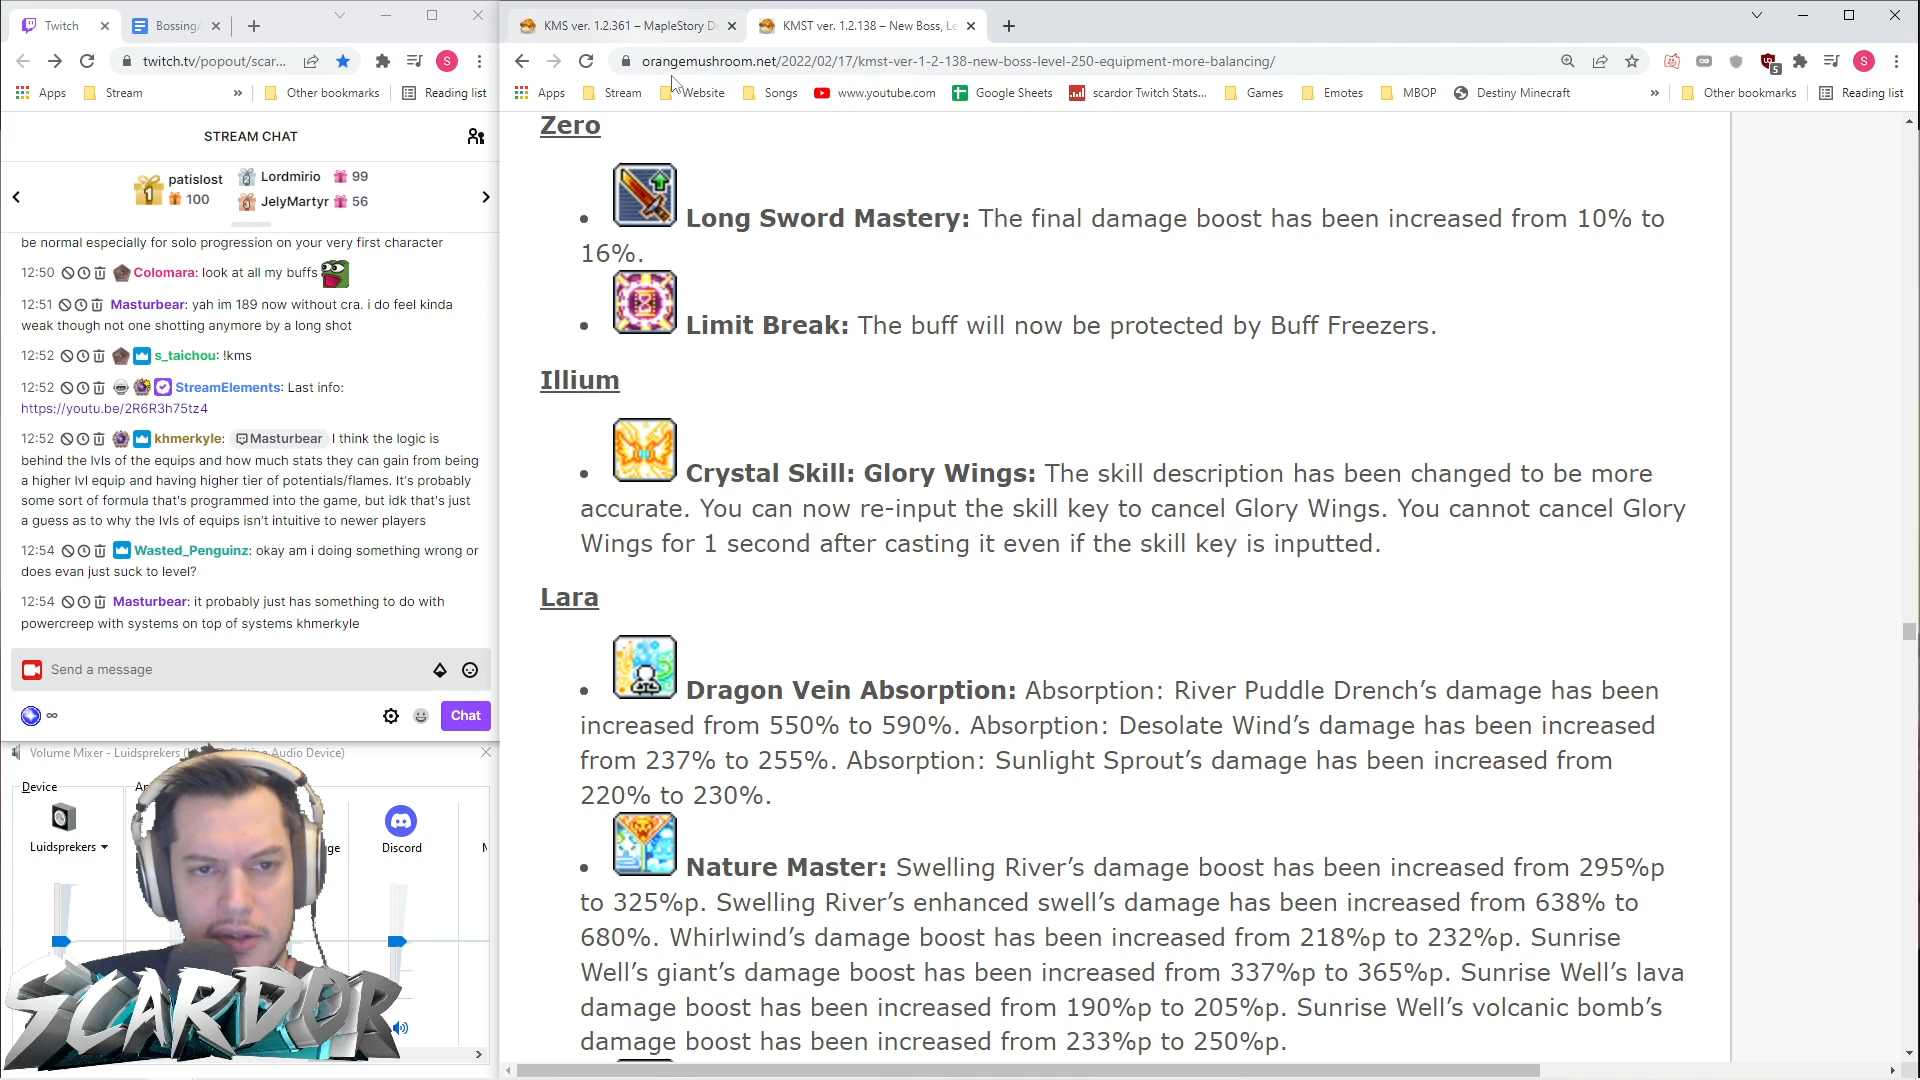 Twitch
Bossing/
KMS ver. 1.2.361 – MapleStory De
KMST ver. 1.2.138 – New Boss, Le
twitch.tv/popout/scar...
orangemushroom.net/2022/02/17/kmst-ver-1-2-138-new-boss-level-250-equipment-more-balancing/
S
S
5
Apps
Stream
»
Other bookmarks
Reading list
Apps
Stream
Website
Songs
www.youtube.com
Google Sheets
scardor Twitch Stats...
Games
Emotes
MBOP
Destiny Minecraft
»
Other bookmarks
Reading list
STREAM CHAT
1
patislost
100
2 Lordmirio 99
3 JelyMartyr 56
be normal especially for solo progression on your very first character
12:50 Colomara: look at all my buffs
12:51 Masturbear: yah im 189 now without cra. i do feel kinda
weak though not one shotting anymore by a long shot
12:52 s_taichou: !kms
12:52 StreamElements: Last info:
https://youtu.be/2R6R3h75tz4
12:52 khmerkyle: Masturbear I think the logic is
behind the lvls of the equips and how much stats they can gain from being
a higher lvl equip and having higher tier of potentials/flames. It's probably
some sort of formula that's programmed into the game, but idk that's just
a guess as to why the lvls of equips isn't intuitive to newer players
12:54 Wasted_Penguinz: okay am i doing something wrong or
does evan just suck to level?
12:54 Masturbear: it probably just has something to do with
powercreep with systems on top of systems khmerkyle
Send a message
∞
Chat
Volume Mixer - Luidsprekers (
Audio Device)
Device
Luidsprekers
Discord
SCARDOR
Zero
• Long Sword Mastery: The final damage boost has been increased from 10% to
16%.
• Limit Break: The buff will now be protected by Buff Freezers.
Illium
• Crystal Skill: Glory Wings: The skill description has been changed to be more
accurate. You can now re-input the skill key to cancel Glory Wings. You cannot cancel Glory
Wings for 1 second after casting it even if the skill key is inputted.
Lara
• Dragon Vein Absorption: Absorption: River Puddle Drench’s damage has been
increased from 550% to 590%. Absorption: Desolate Wind’s damage has been increased
from 237% to 255%. Absorption: Sunlight Sprout’s damage has been increased from
220% to 230%.
• Nature Master: Swelling River’s damage boost has been increased from 295%p
to 325%p. Swelling River’s enhanced swell’s damage has been increased from 638% to
680%. Whirlwind’s damage boost has been increased from 218%p to 232%p. Sunrise
Well’s giant’s damage boost has been increased from 337%p to 365%p. Sunrise Well’s lava
damage boost has been increased from 190%p to 205%p. Sunrise Well’s volcanic bomb’s
damage boost has been increased from 233%p to 250%p.